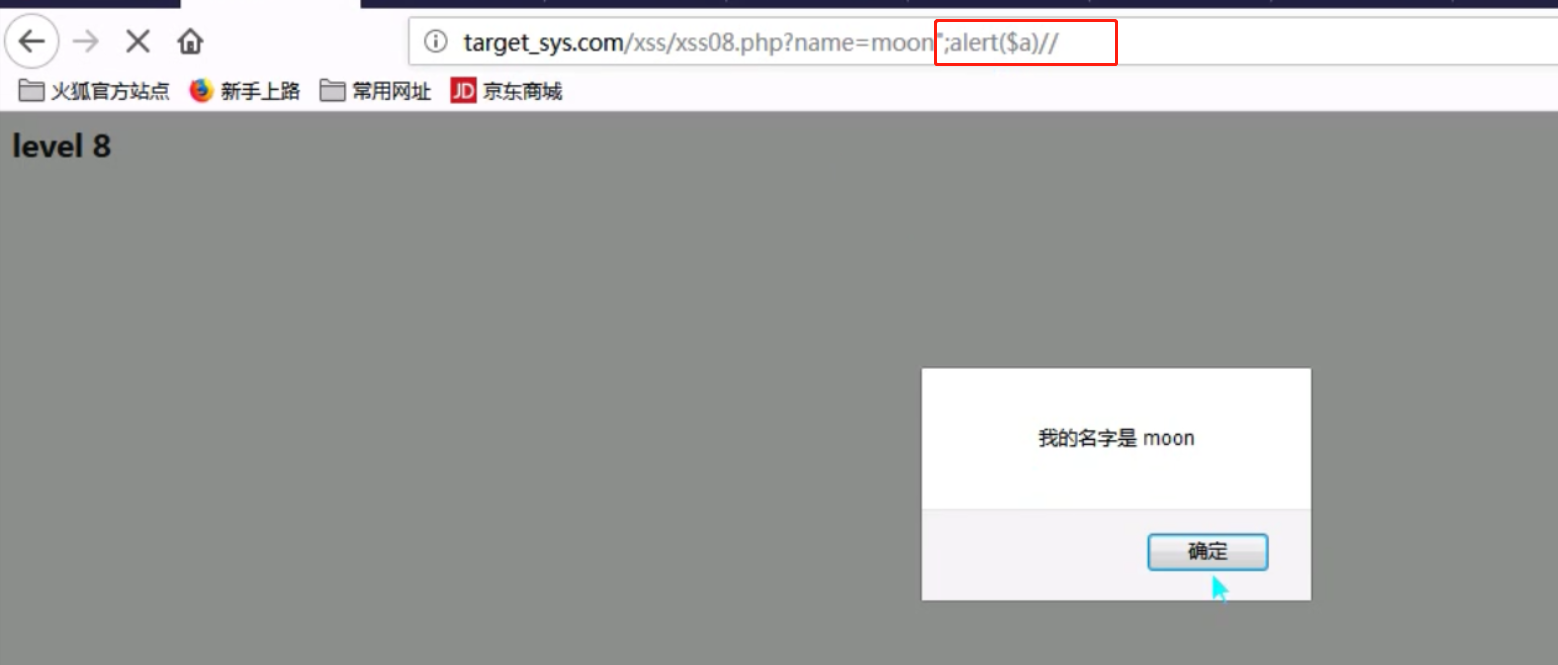 target_sys.com/xss/xss08.php?name=moon";alert($a)//
火狐官方站点 新手上路 常用网址 JD 京东商城
level 8
我的名字是 moon
确定